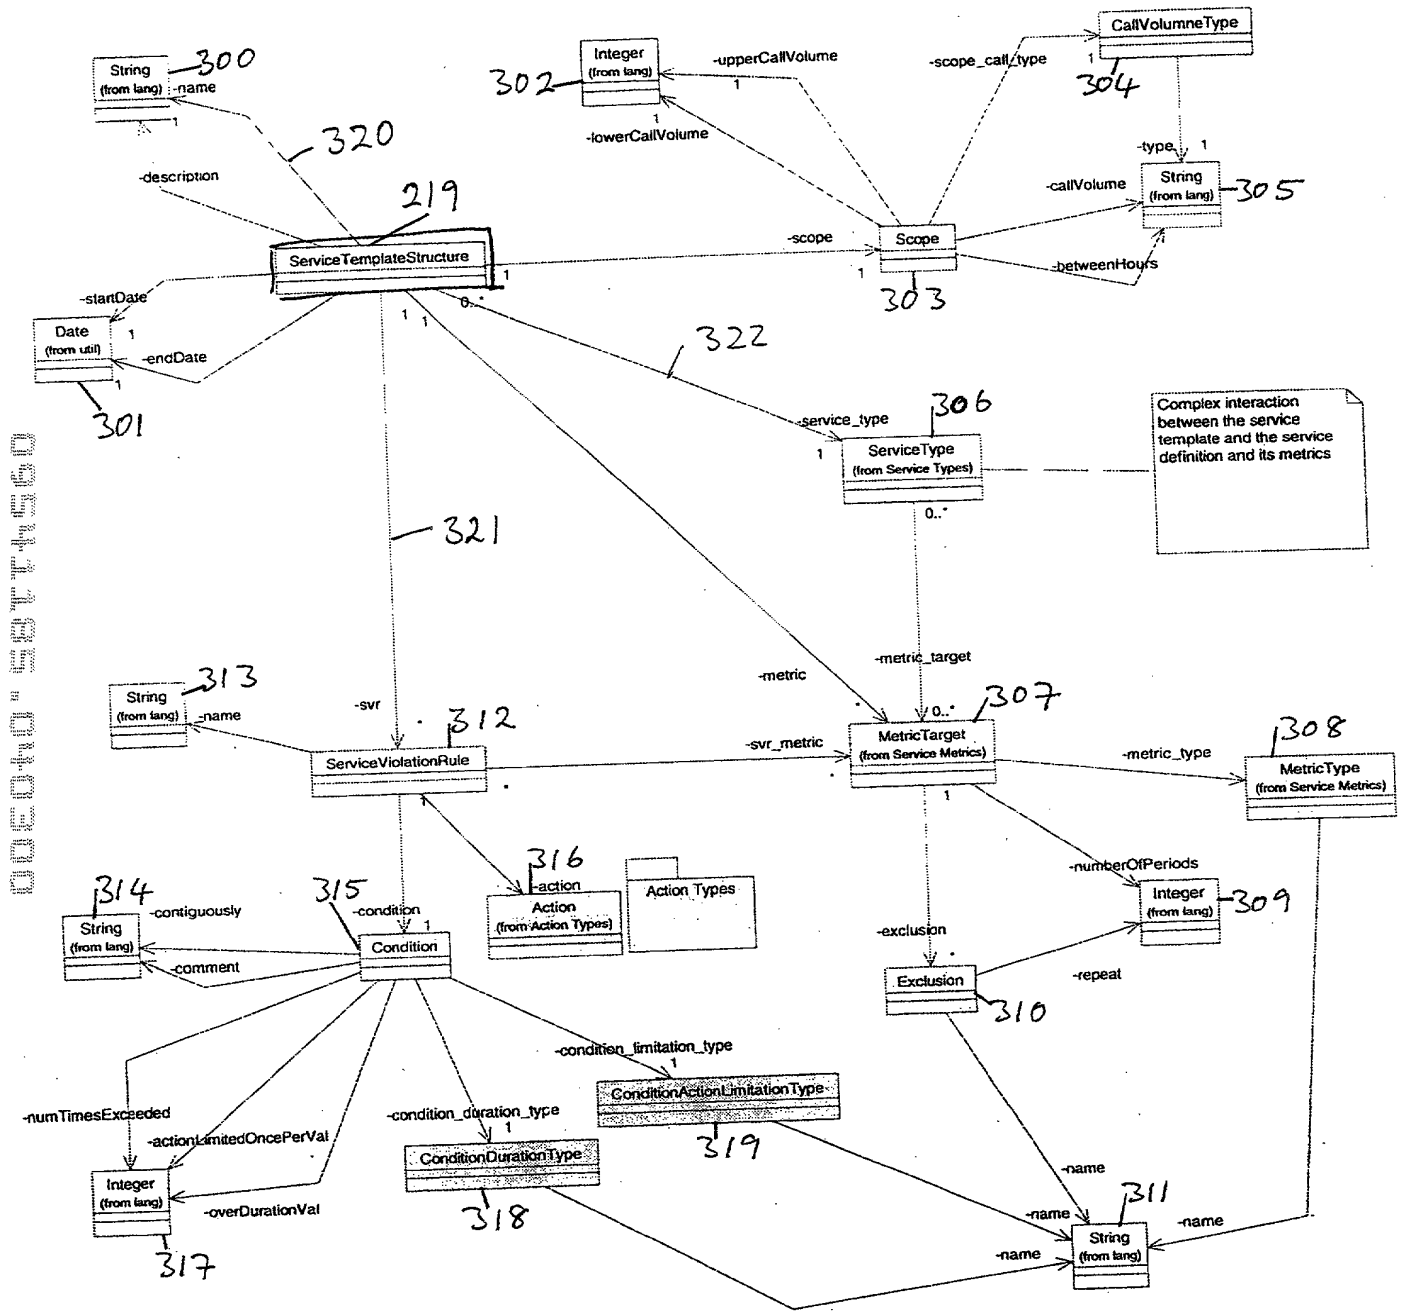 String
(from lang)
-name
1
300
Integer
(from lang)
302
-upperCallVolume
1
1
-lowerCallVolume
-scope_call_type
CallVolumneType
1
304
320
-description
-type
1
String
(from lang)
305
-callVolume
219
ServiceTemplateStructure
1
-scope
1
Scope
303
-betweenHours
0..*
1
1
-startDate
Date
(from util)
1
-endDate
1
301
322
-service_type
1
306
ServiceType
(from Service Types)
0..*
Complex interaction
between the service
template and the service
definition and its metrics
321
-metric_target
0..*
-metric
String
(from lang)
313
-name
-svr
312
ServiceViolationRule
1
-svr_metric
307
MetricTarget
(from Service Metrics)
1
-metric_type
308
MetricType
(from Service Metrics)
316
-action
Action
(from Action Types)
Action Types
-numberOfPeriods
Integer
(from lang)
309
314
String
(from lang)
-contiguously
-comment
315
-condition
1
Condition
-exclusion
Exclusion
310
-repeat
-condition_limitation_type
1
ConditionActionLimitationType
319
-numTimesExceeded
-actionLimitedOncePerVal
-condition_duration_type
1
ConditionDurationType
318
Integer
(from lang)
317
-overDurationVal
-name
-name
-name
311
String
(from lang)
-name